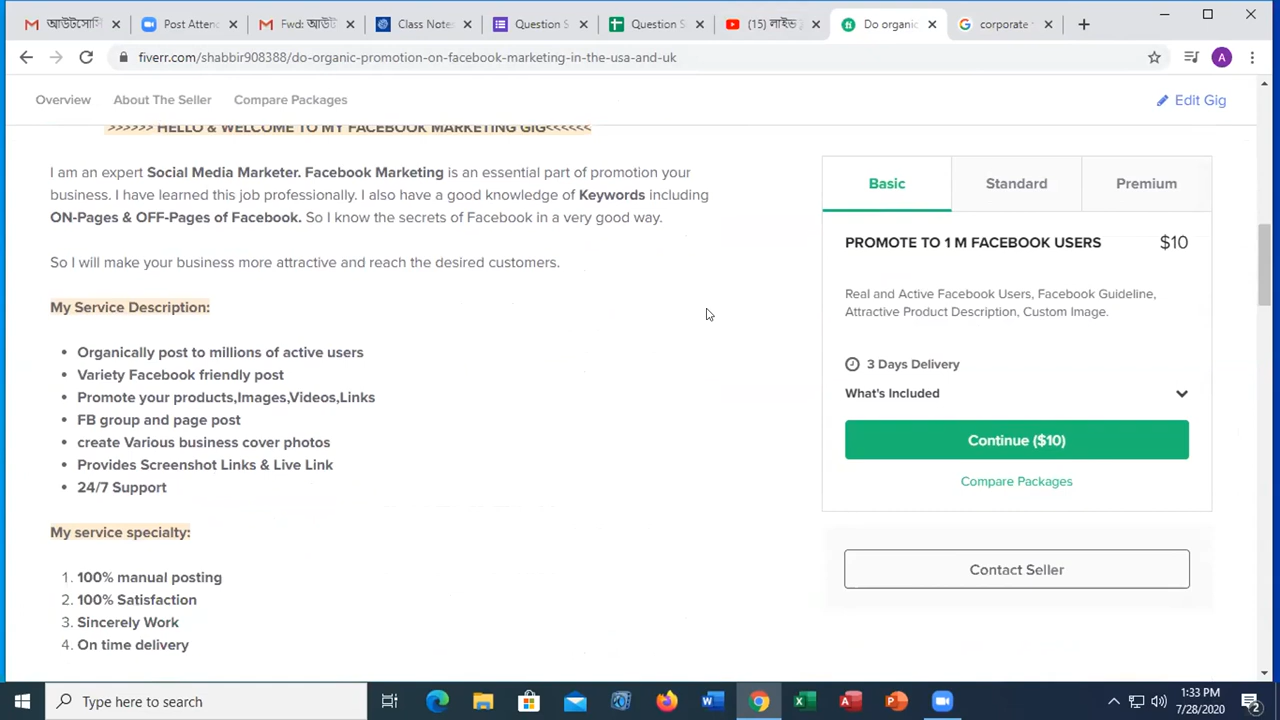 আউটসোর্সি
Post Attend
Fwd: আউট
Class Notes
Question S
Question S
(15) লাইভ
Do organic
corporate
fiverr.com/shabbir908388/do-organic-promotion-on-facebook-marketing-in-the-usa-and-uk
A
Overview About The Seller Compare Packages
Edit Gig
>>>>>> HELLO & WELCOME TO MY FACEBOOK MARKETING GIG<<<<<<
I am an expert Social Media Marketer. Facebook Marketing is an essential part of promotion your
business. I have learned this job professionally. I also have a good knowledge of Keywords including
ON-Pages & OFF-Pages of Facebook. So I know the secrets of Facebook in a very good way.
So I will make your business more attractive and reach the desired customers.
My Service Description:
• Organically post to millions of active users
• Variety Facebook friendly post
• Promote your products,Images,Videos,Links
• FB group and page post
• create Various business cover photos
• Provides Screenshot Links & Live Link
• 24/7 Support
My service specialty:
1. 100% manual posting
2. 100% Satisfaction
3. Sincerely Work
4. On time delivery
Basic Standard Premium
PROMOTE TO 1 M FACEBOOK USERS $10
Real and Active Facebook Users, Facebook Guideline,
Attractive Product Description, Custom Image.
3 Days Delivery
What's Included
Continue ($10)
Compare Packages
Contact Seller
Type here to search
1:33 PM
7/28/2020
2